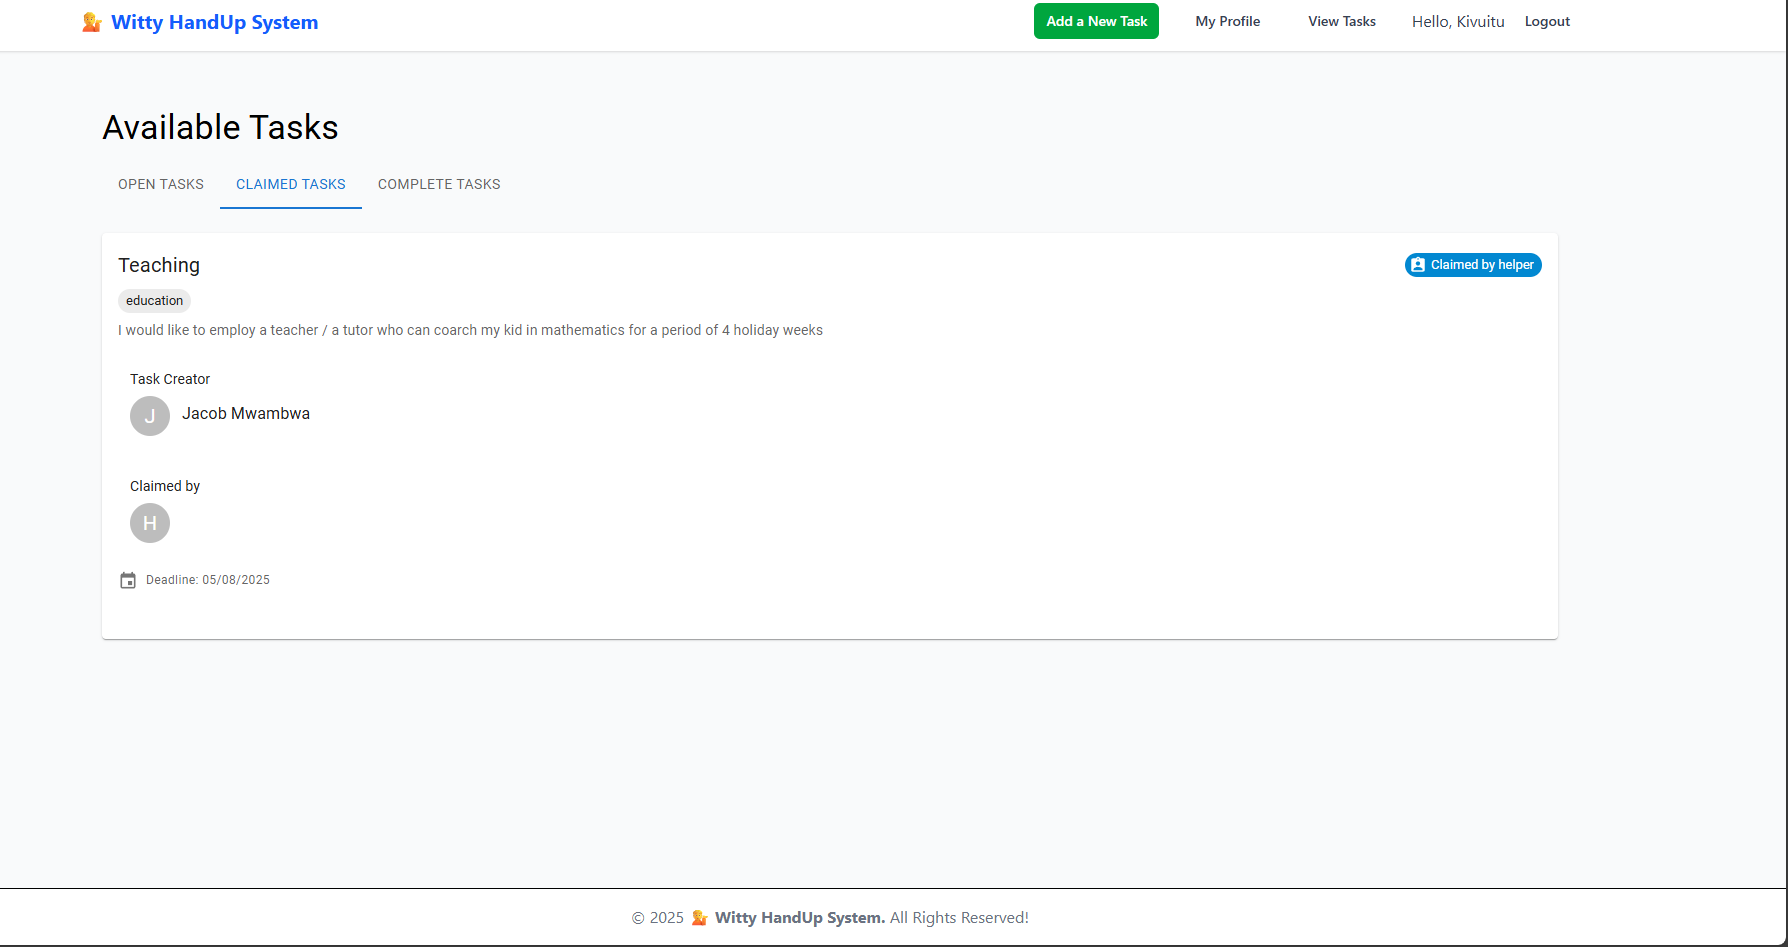 Witty HandUp System
Add a New Task
My Profile
View Tasks
Hello, Kivuitu
Logout
Available Tasks
OPEN TASKS
CLAIMED TASKS
COMPLETE TASKS
Teaching
Claimed by helper
education
I would like to employ a teacher / a tutor who can coarch my kid in mathematics for a period of 4 holiday weeks
Task Creator
J
Jacob Mwambwa
Claimed by
H
Deadline: 05/08/2025
© 2025 Witty HandUp System. All Rights Reserved!